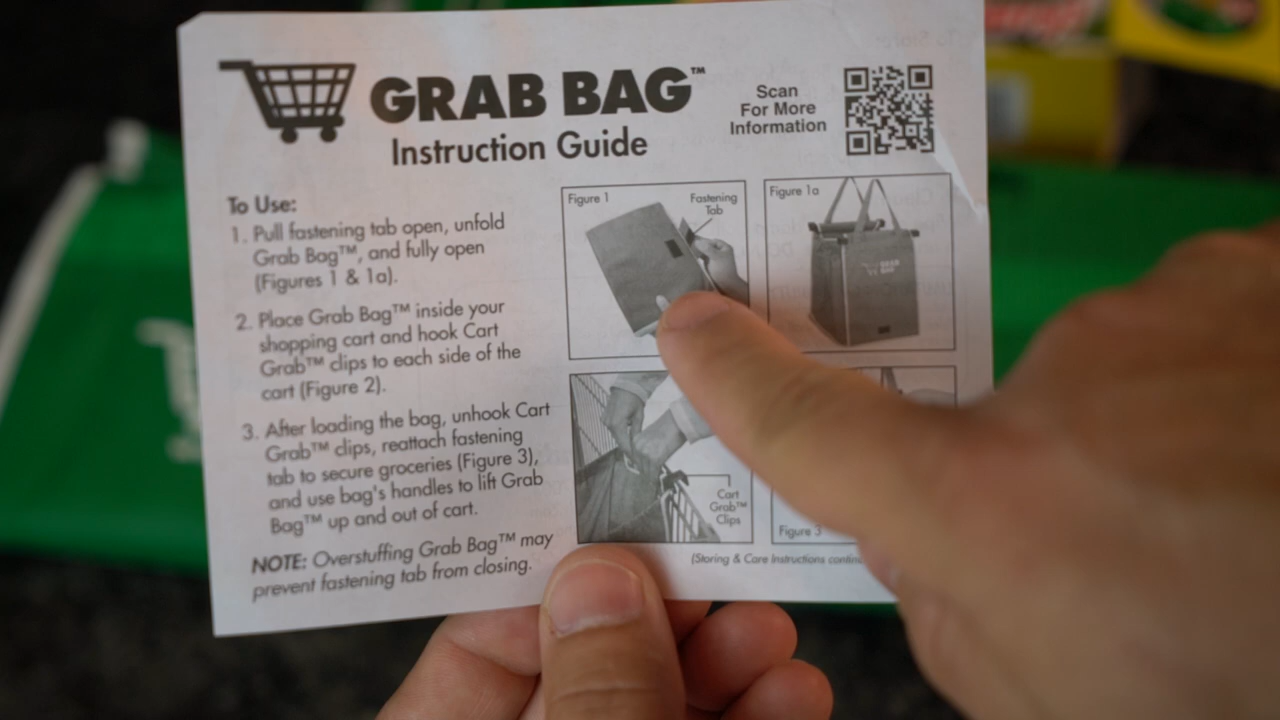 GRAB BAG™
Instruction Guide
Scan
For More
Information
To Use:
1. Pull fastening tab open, unfold
Grab Bag™, and fully open
(Figures 1 & 1a).
2. Place Grab Bag™ inside your
shopping cart and hook Cart
Grab™ clips to each side of the
cart (Figure 2).
3. After loading the bag, unhook Cart
Grab™ clips, reattach fastening
tab to secure groceries (Figure 3),
and use bag's handles to lift Grab
Bag™ up and out of cart.
NOTE: Overstuffing Grab Bag™ may
prevent fastening tab from closing.
Figure 1
Fastening
Tab
Figure 1a
GRAB
BAG
Cart
Grab™
Clips
Figure 3
(Storing & Care Instructions